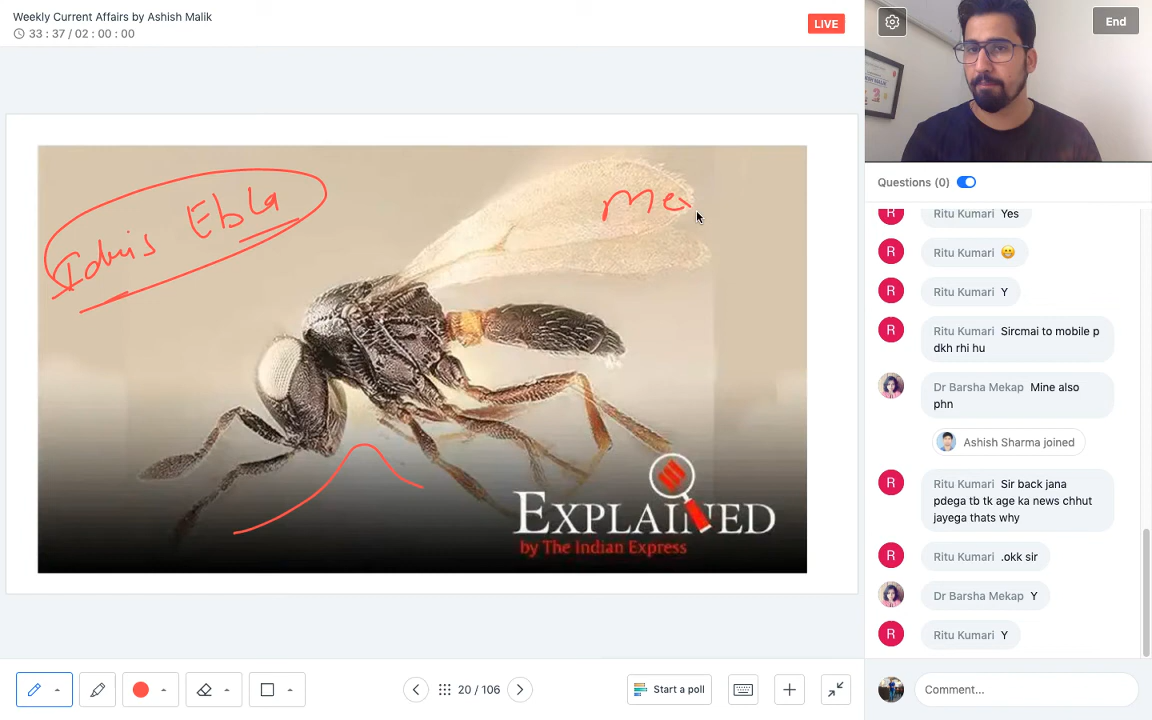 Weekly Current Affairs by Ashish Malik
33 : 37 / 02 : 00 : 00
LIVE
End
Idris Ebla
Me
EXPLAINED
by The Indian Express
Questions (0)
R Ritu Kumari Yes
R Ritu Kumari 😁
R Ritu Kumari Y
R Ritu Kumari Sircmai to mobile p
dkh rhi hu
Dr Barsha Mekap Mine also
phn
Ashish Sharma joined
R Ritu Kumari Sir back jana
pdega tb tk age ka news chhut
jayega thats why
R Ritu Kumari .okk sir
Dr Barsha Mekap Y
R Ritu Kumari Y
20 / 106
Start a poll
Comment...